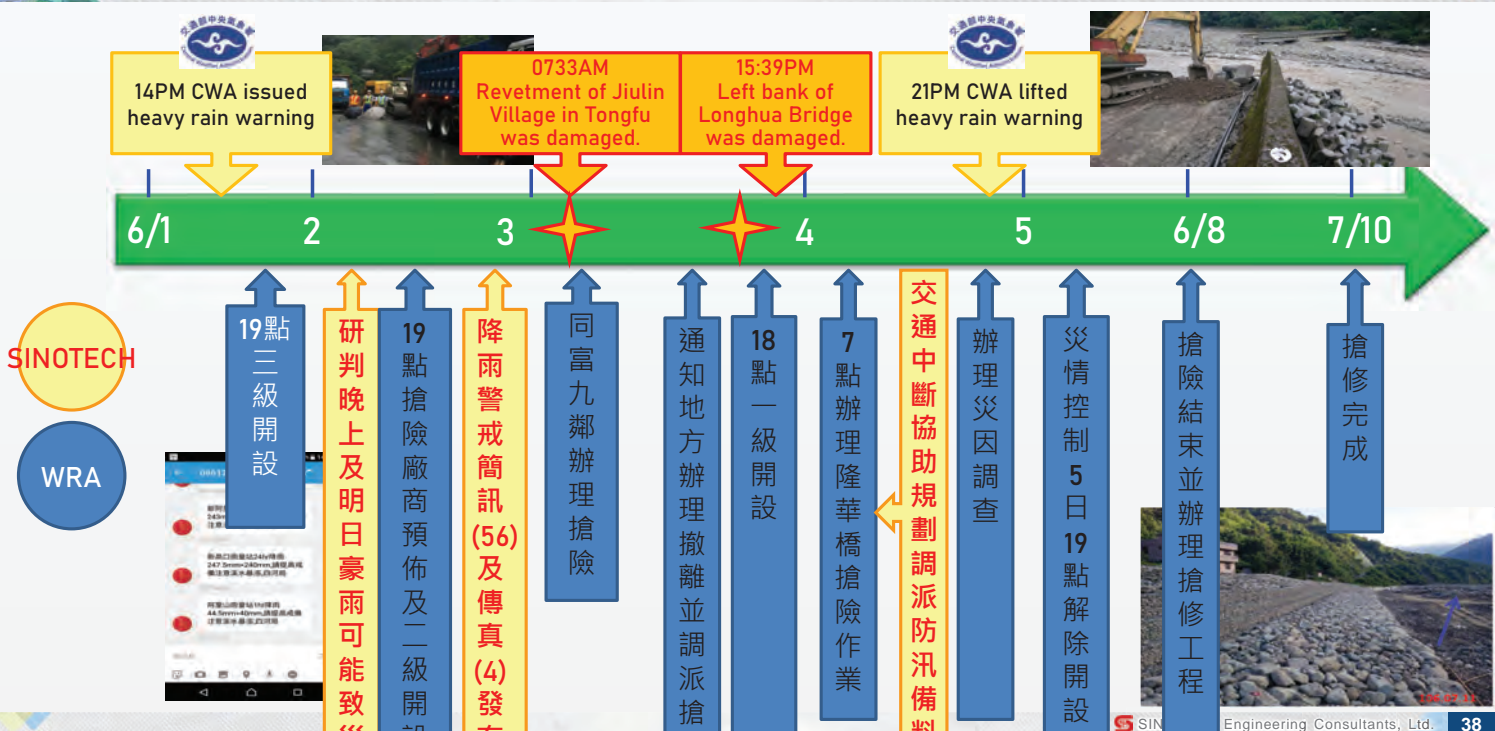 14PM CWA issued
heavy rain warning
0733AM
Revetment of Jiulin
Village in Tongfu
was damaged.
15:39PM
Left bank of
Longhua Bridge
was damaged.
21PM CWA lifted
heavy rain warning
6/1
2
3
4
5
6/8
7/10
SINOTECH
WRA
19點三級開設
研判晚上及明日豪雨可能致災
19點搶險廠商預佈及二級開設
降雨警戒簡訊(56)及傳真(4)發布
同富九鄰辦理搶險
通知地方辦理撤離並調派搶
18點一級開設
7點辦理隆華橋搶險作業
交通中斷協助規劃調派防汛備料
辦理災因調查
災情控制5日19點解除開設
搶險結束並辦理搶修工程
搶修完成
SIN
Engineering Consultants, Ltd.
38